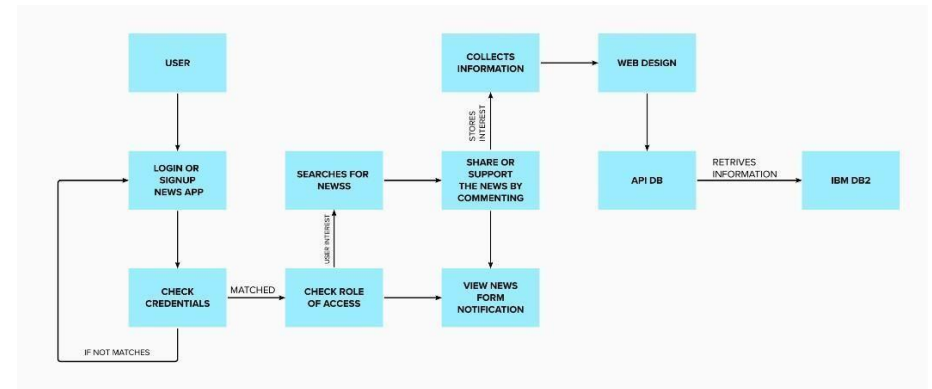 USER
COLLECTS
INFORMATION
WEB DESIGN
STORES
INTEREST
LOGIN OR
SIGNUP
NEWS APP
SEARCHES FOR
NEWSS
SHARE OR
SUPPORT
THE NEWS BY
COMMENTING
API DB
RETRIVES
INFORMATION
IBM DB2
USER INTEREST
CHECK
CREDENTIALS
MATCHED
CHECK ROLE
OF ACCESS
VIEW NEWS
FORM
NOTIFICATION
IF NOT MATCHES